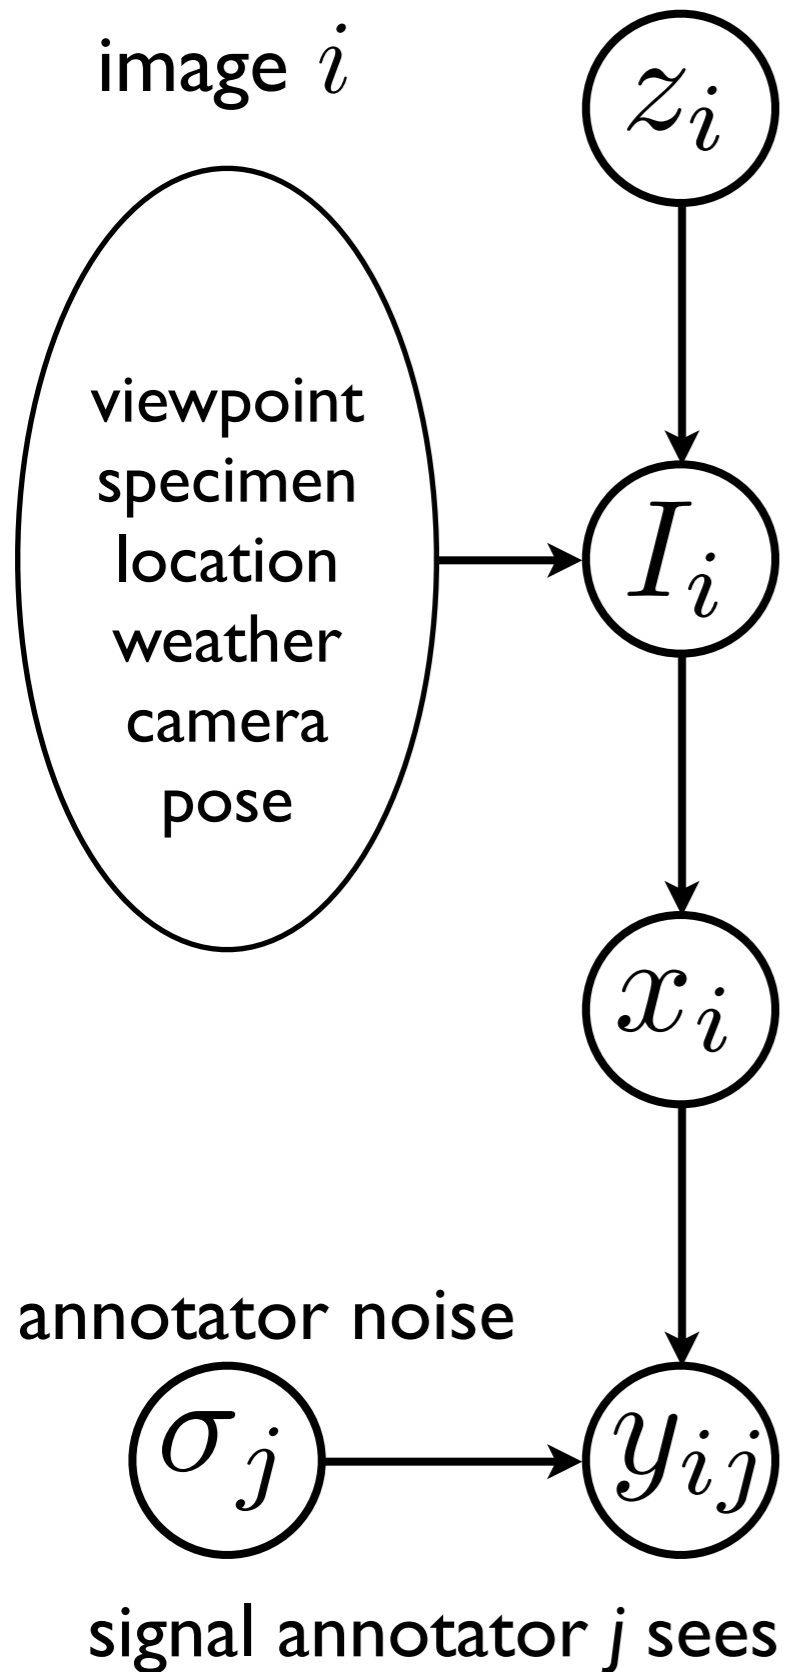 image i
z_i
viewpoint
specimen
location
weather
camera
pose
I_i
x_i
annotator noise
σ_j
y_ij
signal annotator j sees